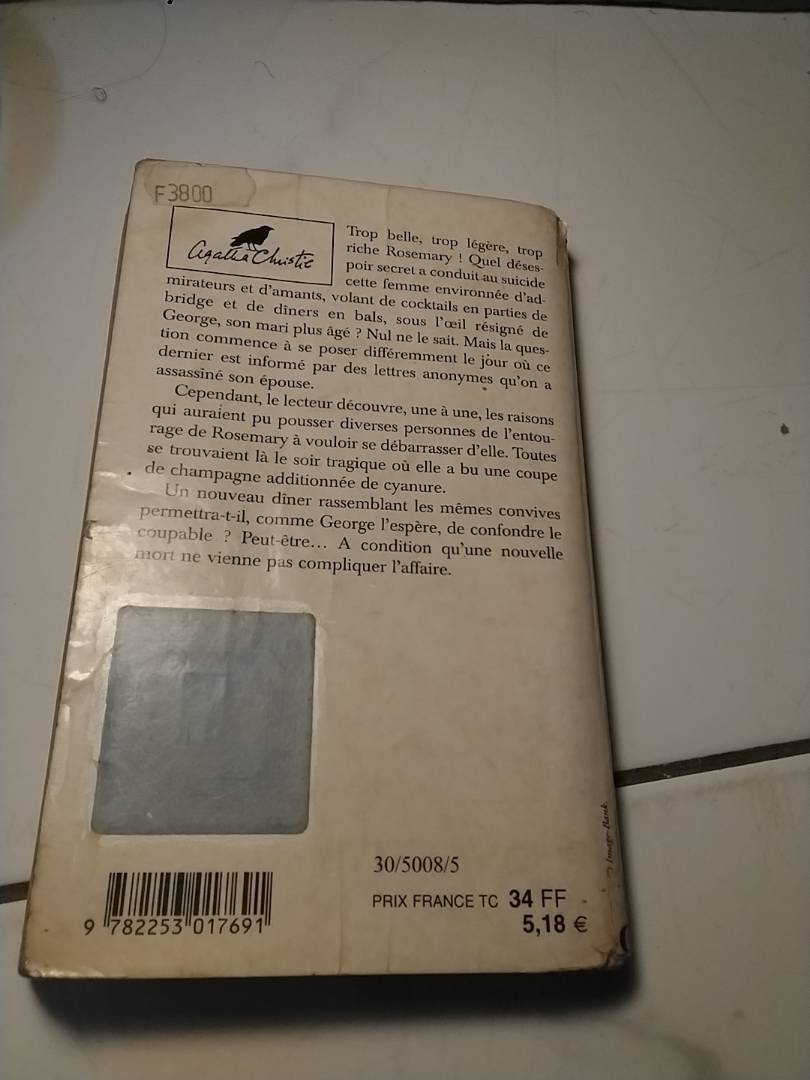 F3800
Agatha Christie
Trop belle, trop légère, trop
riche Rosemary ! Quel déses-
poir secret a conduit au suicide
cette femme environnée d'ad-
mirateurs et d'amants, volant de cocktails en parties de
bridge et de dîners en bals, sous l'œil résigné de
George, son mari plus âgé ? Nul ne le sait. Mais la ques-
tion commence à se poser différemment le jour où ce
dernier est informé par des lettres anonymes qu'on a
assassiné son épouse.
Cependant, le lecteur découvre, une à une, les raisons
qui auraient pu pousser diverses personnes de l'entou-
rage de Rosemary à vouloir se débarrasser d'elle. Toutes
se trouvaient là le soir tragique où elle a bu une coupe
de champagne additionnée de cyanure.
Un nouveau dîner rassemblant les mêmes convives
permettra-t-il, comme George l'espère, de confondre le
coupable ? Peut-être... A condition qu'une nouvelle
mort ne vienne pas compliquer l'affaire.
Image Bank
30/5008/5
PRIX FRANCE TC 34 FF
5,18 €
9 782253 017691